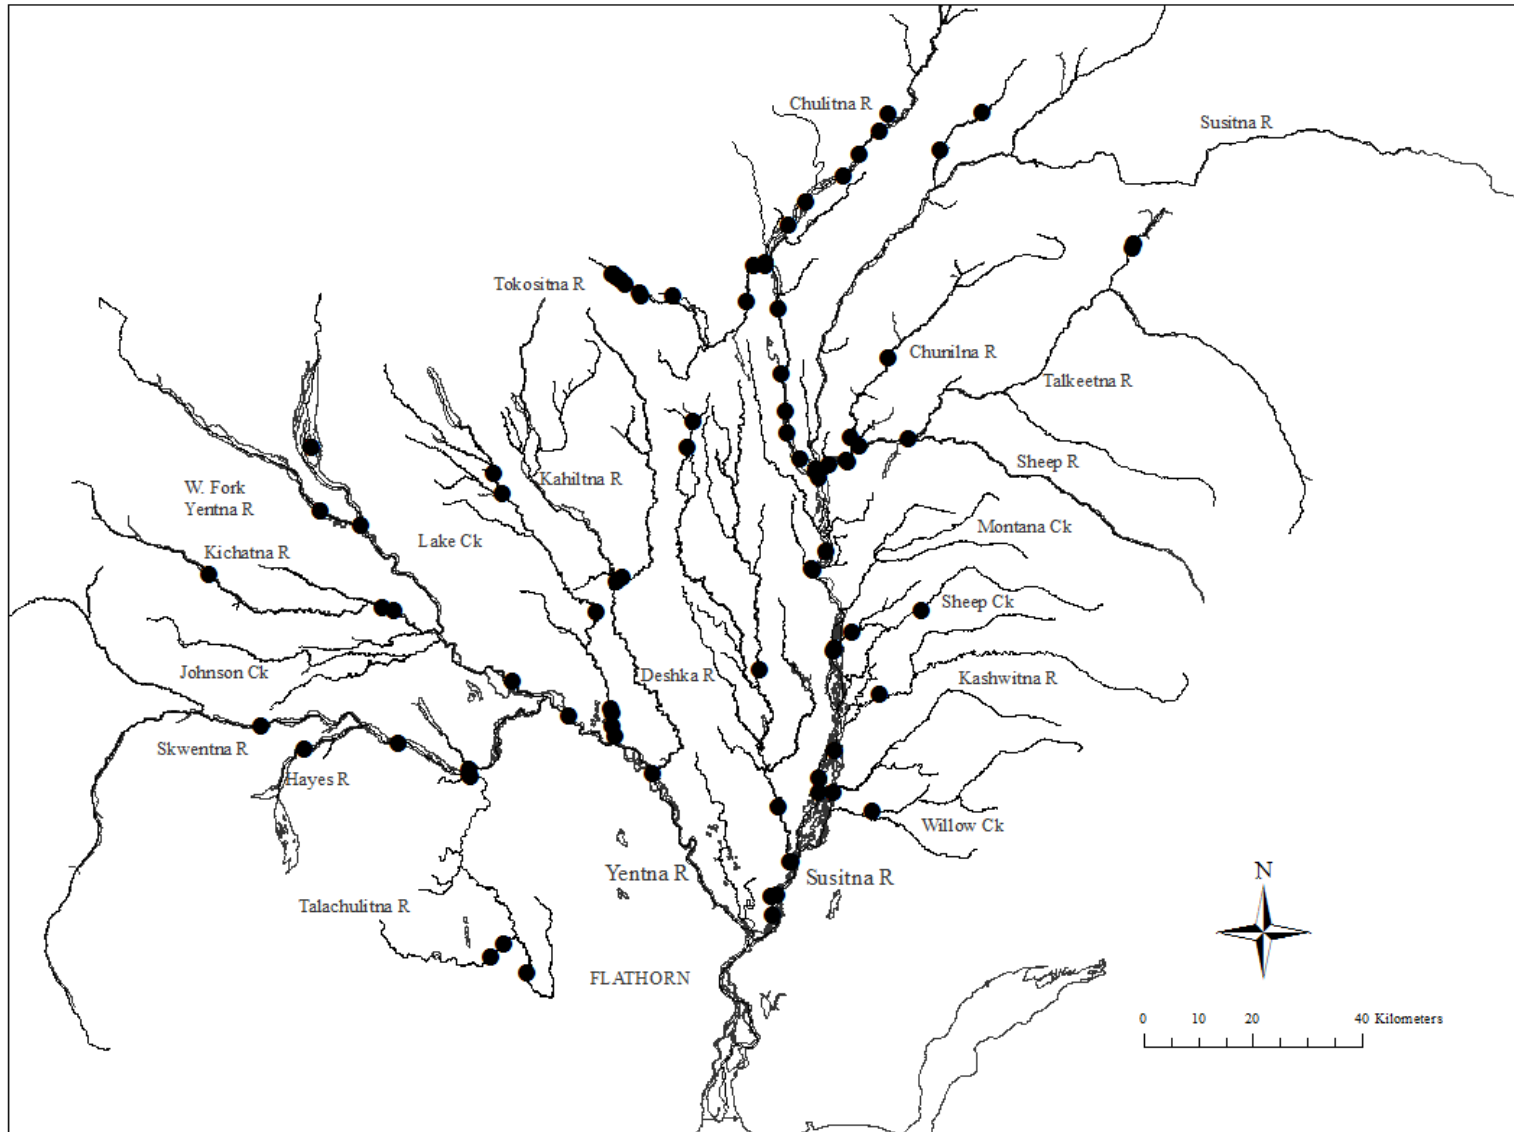 Chulitna R
Susitna R
Tokositna R
Chunilna R
Talkeetna R
Sheep R
Kahiltna R
W. Fork
Yentna R
Lake Ck
Montana Ck
Kichatna R
Sheep Ck
Johnson Ck
Deshka R
Kashwitna R
Skwentna R
Hayes R
Willow Ck
Yentna R
Susitna R
N
Talachulitna R
FLATHORN
0 10 20 40 Kilometers